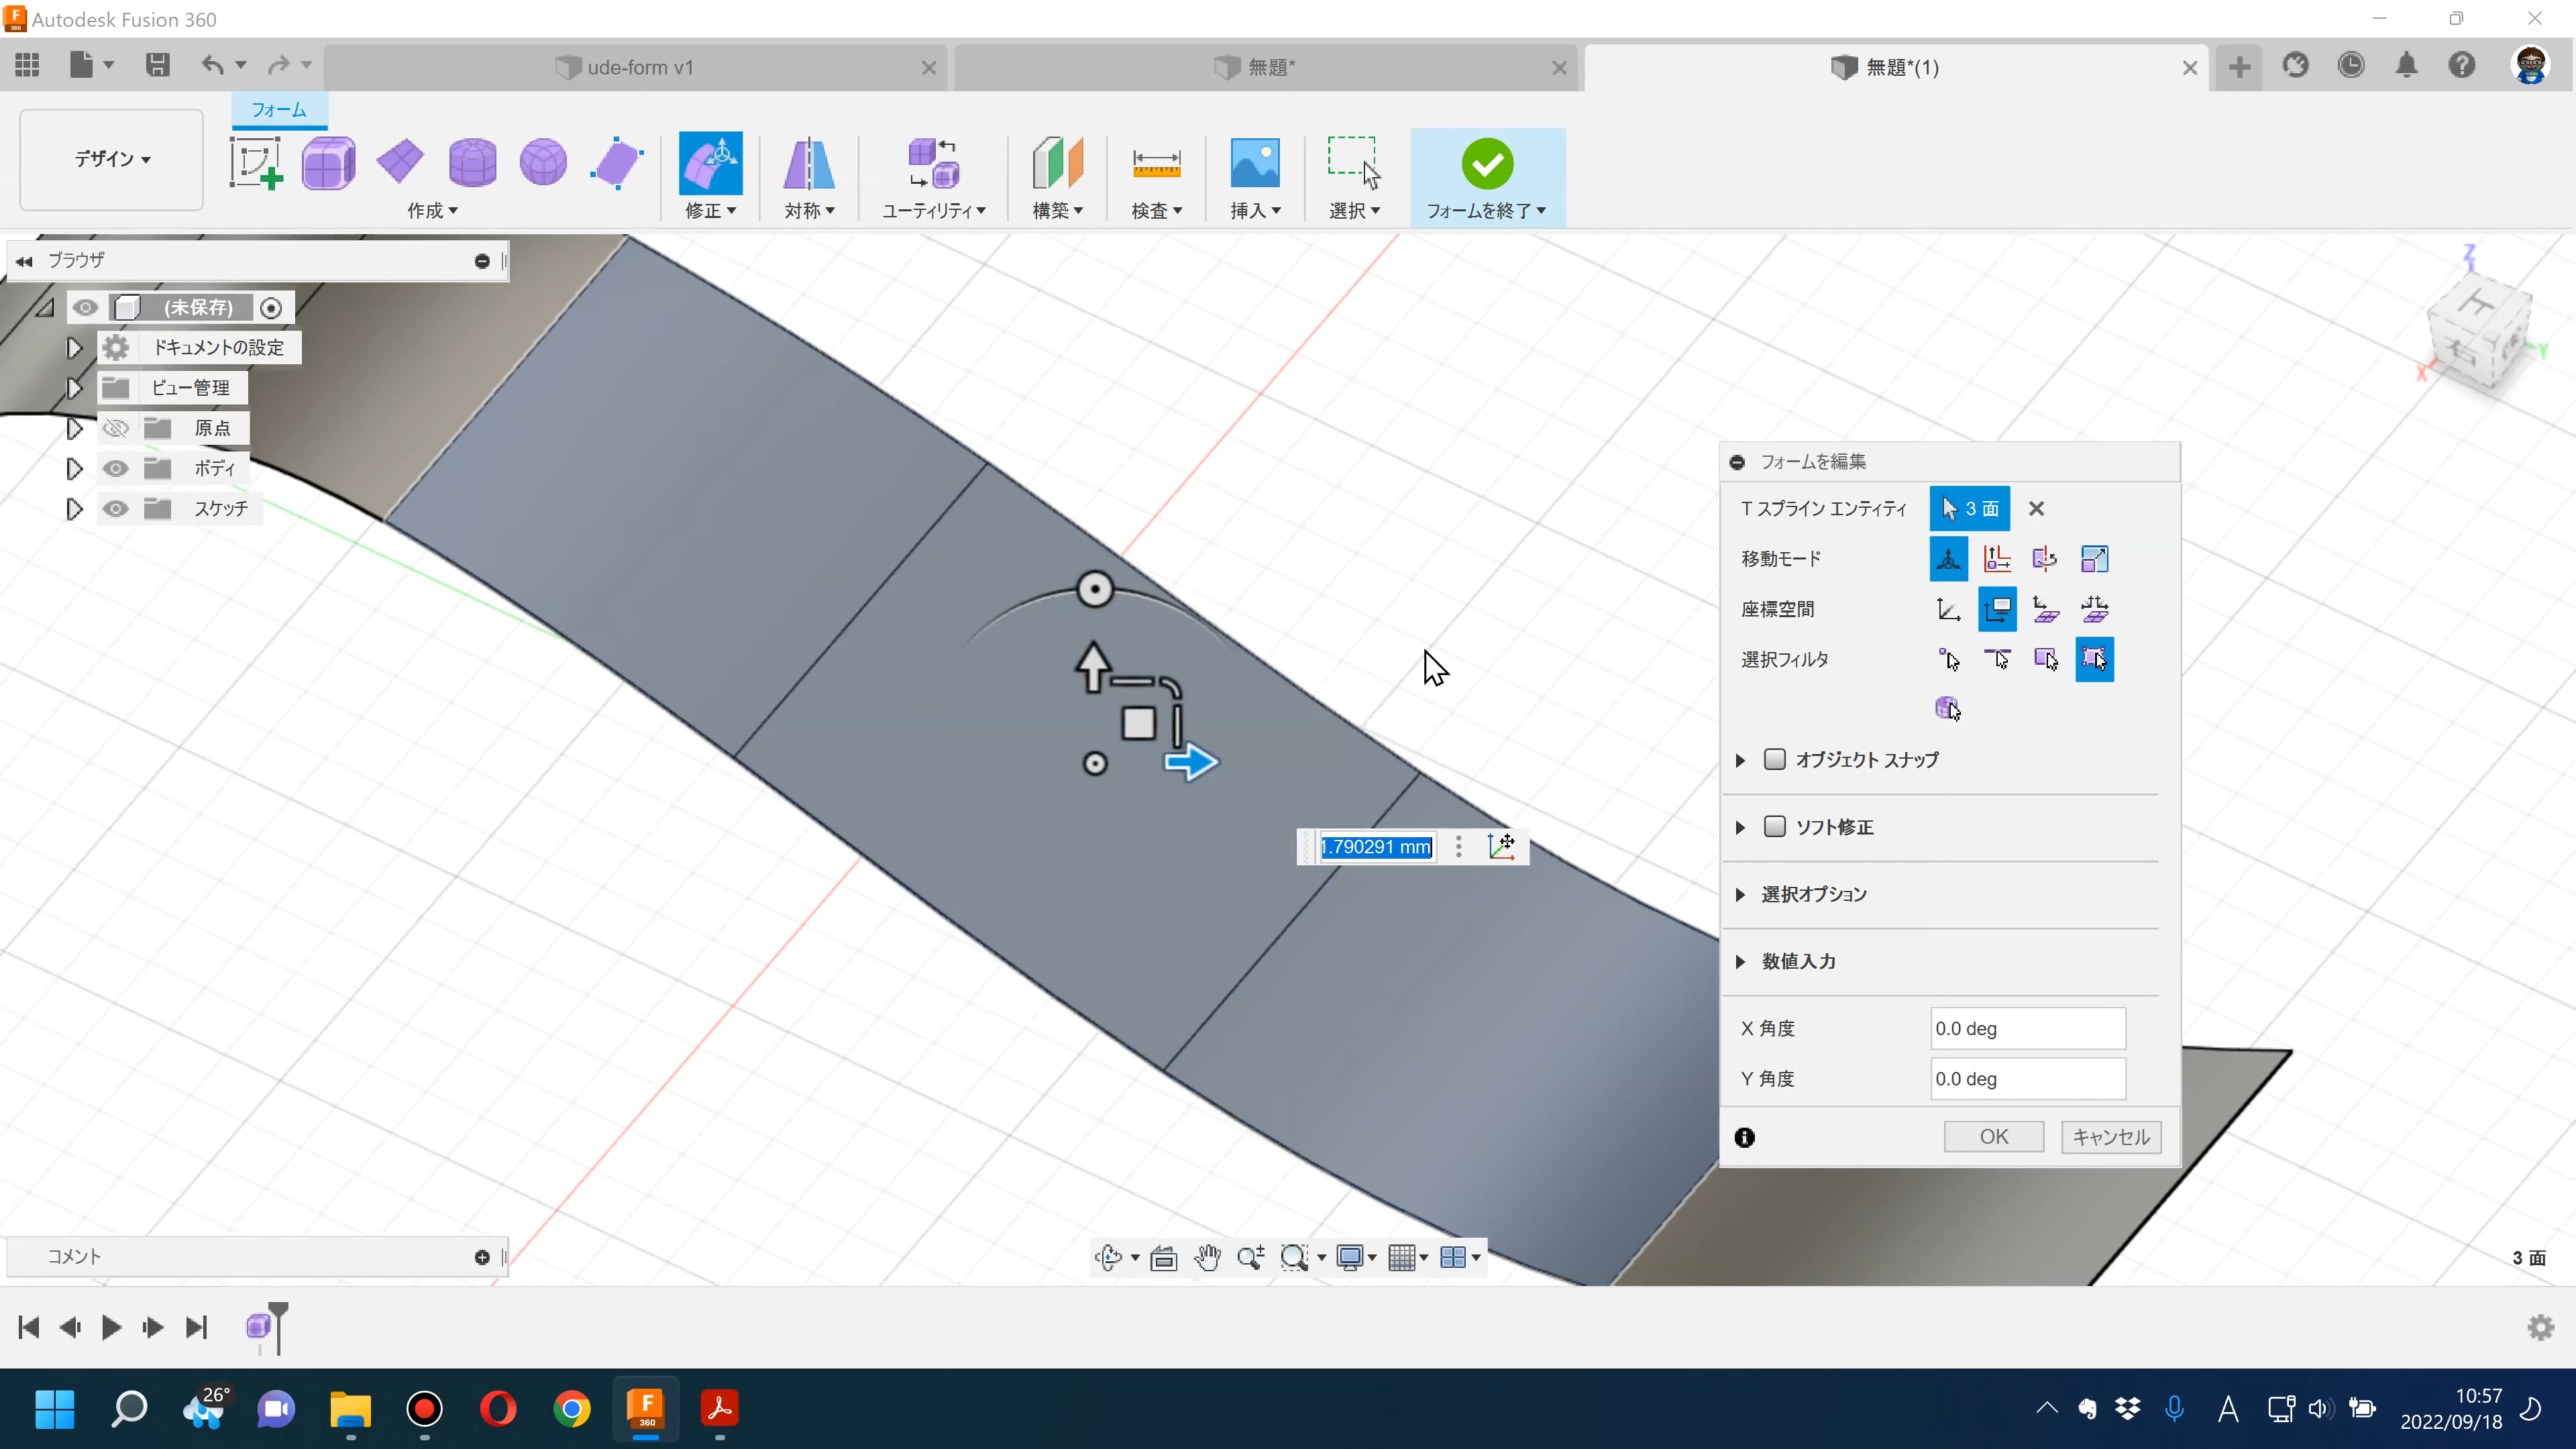 Autodesk Fusion 360
ude-form v1
無題*
無題*(1)
フォーム
デザイン
作成
修正
対称
ユーティリティ
構築
検査
挿入
選択
フォームを終了
ブラウザ
(未保存)
ドキュメントの設定
ビュー管理
原点
ボディ
スケッチ
Z
Y
X
フォームを編集
T スプライン エンティティ
3 面
移動モード
座標空間
選択フィルタ
オブジェクト スナップ
ソフト修正
1.790291 mm
選択オプション
数値入力
X 角度
0.0 deg
Y 角度
0.0 deg
OK
キャンセル
コメント
3 面
26°
F
360
A
10:57
2022/09/18